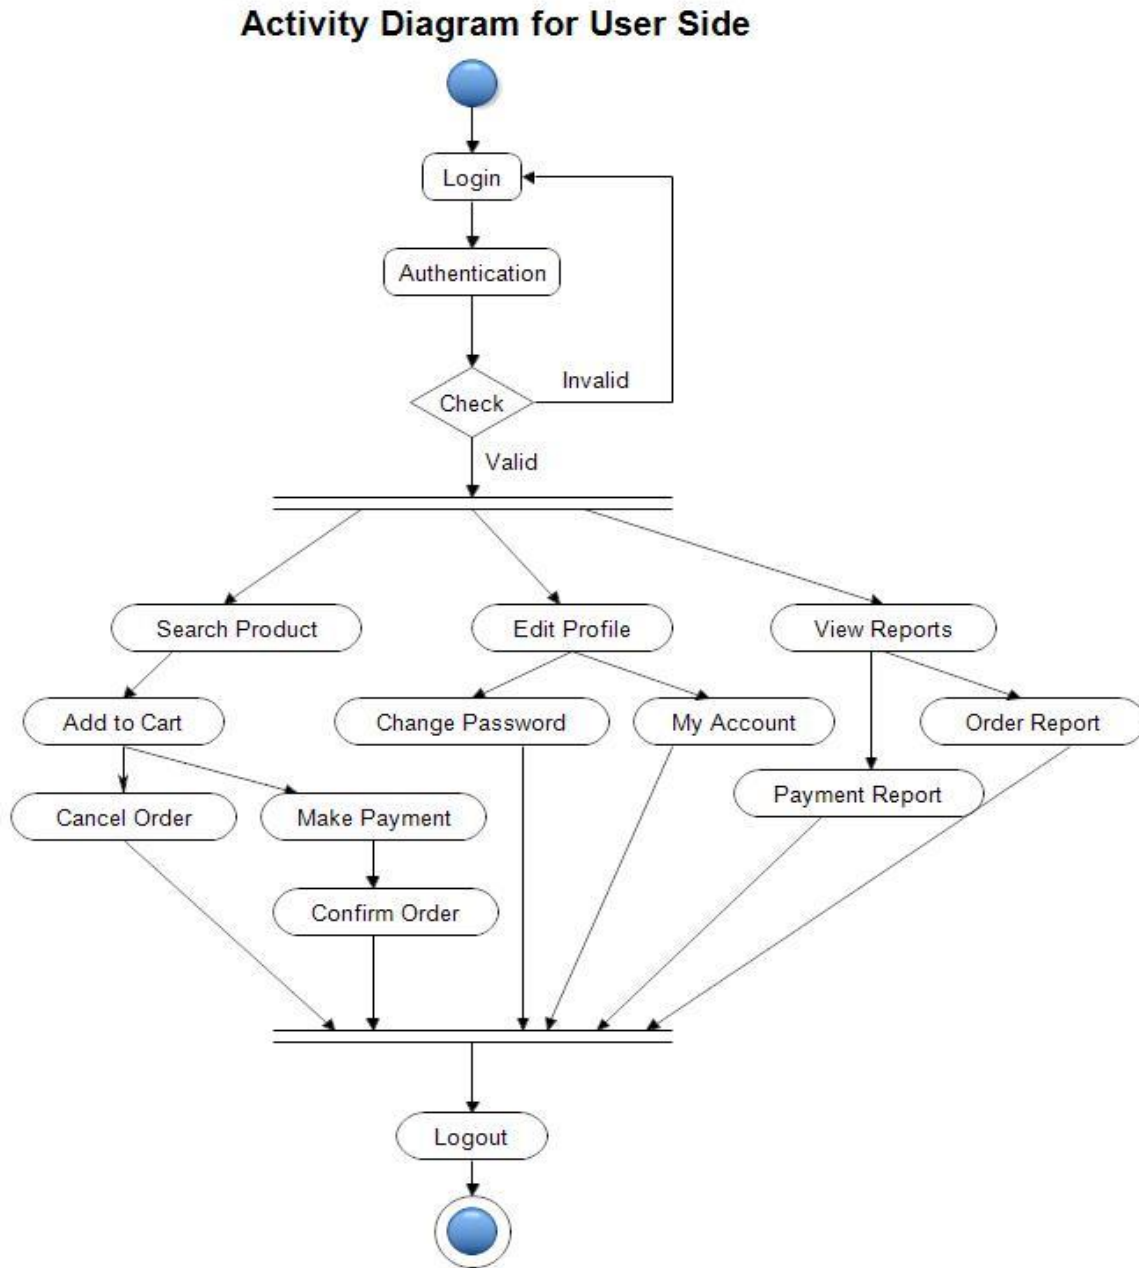 Activity Diagram for User Side
Login
Authentication
Invalid
Check
Valid
Search Product
Edit Profile
View Reports
Add to Cart
Change Password
My Account
Order Report
Payment Report
Cancel Order
Make Payment
Confirm Order
Logout